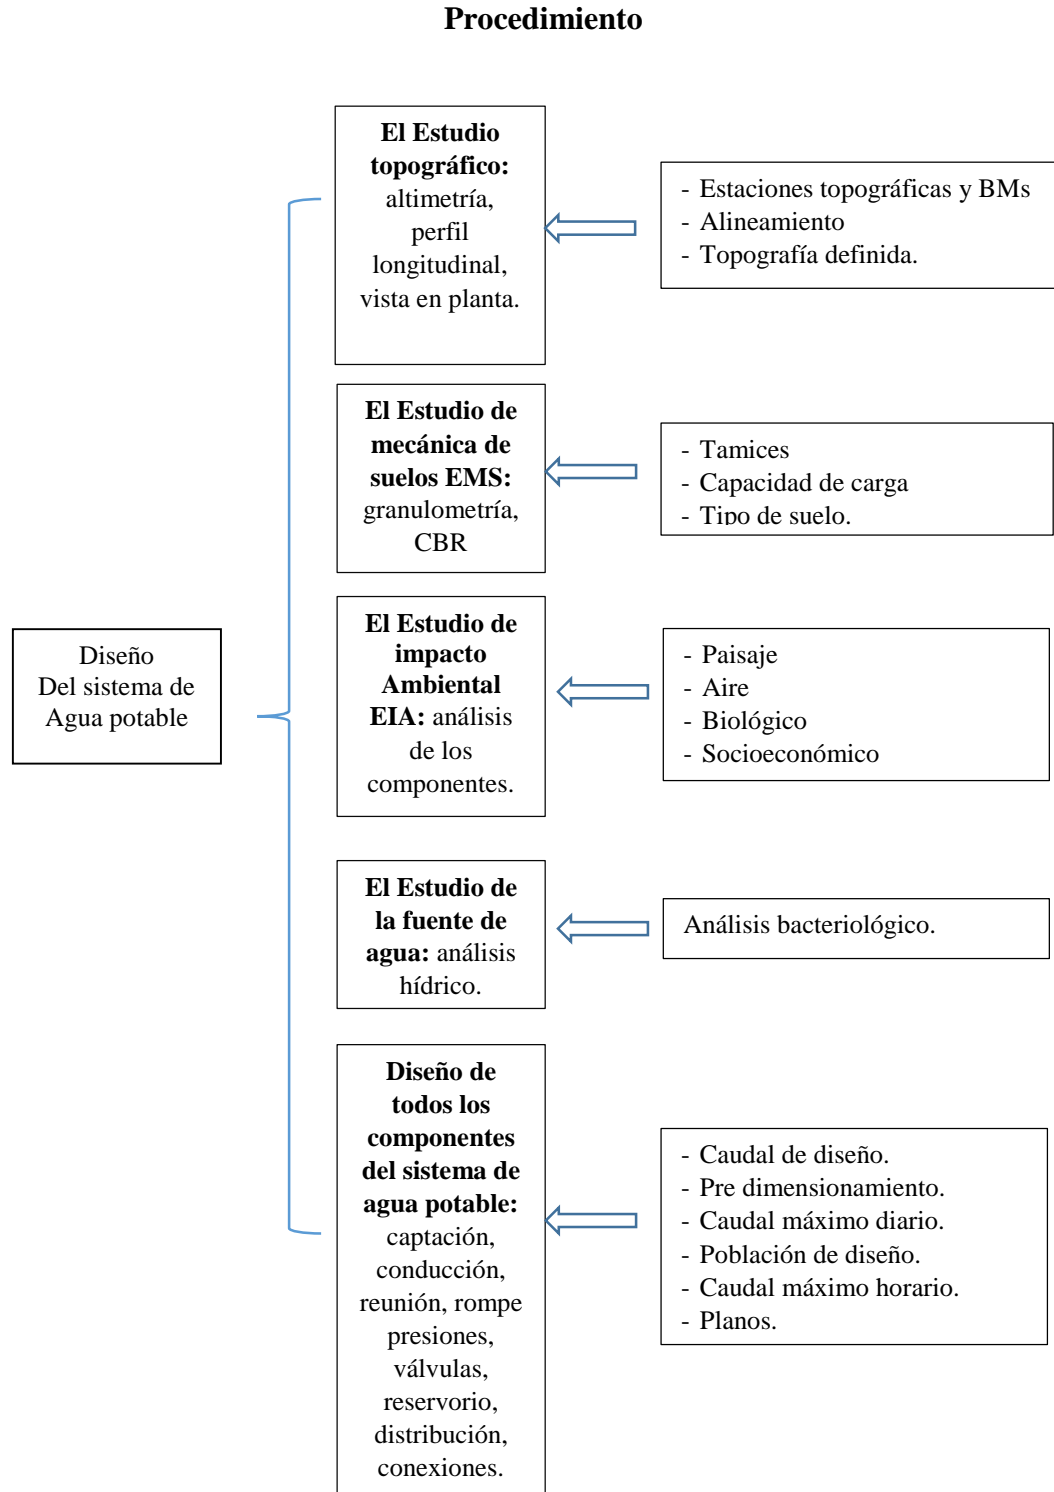 Procedimiento
El Estudio
topográfico:
altimetría,
perfil
longitudinal,
vista en planta.
- Estaciones topográficas y BMs
- Alineamiento
- Topografía definida.
El Estudio de
mecánica de
suelos EMS:
granulometría,
CBR
- Tamices
- Capacidad de carga
- Tipo de suelo.
Diseño
Del sistema de
Agua potable
El Estudio de
impacto
Ambiental
EIA: análisis
de los
componentes.
- Paisaje
- Aire
- Biológico
- Socioeconómico
El Estudio de
la fuente de
agua: análisis
hídrico.
Análisis bacteriológico.
Diseño de
todos los
componentes
del sistema de
agua potable:
captación,
conducción,
reunión, rompe
presiones,
válvulas,
reservorio,
distribución,
conexiones.
- Caudal de diseño.
- Pre dimensionamiento.
- Caudal máximo diario.
- Población de diseño.
- Caudal máximo horario.
- Planos.